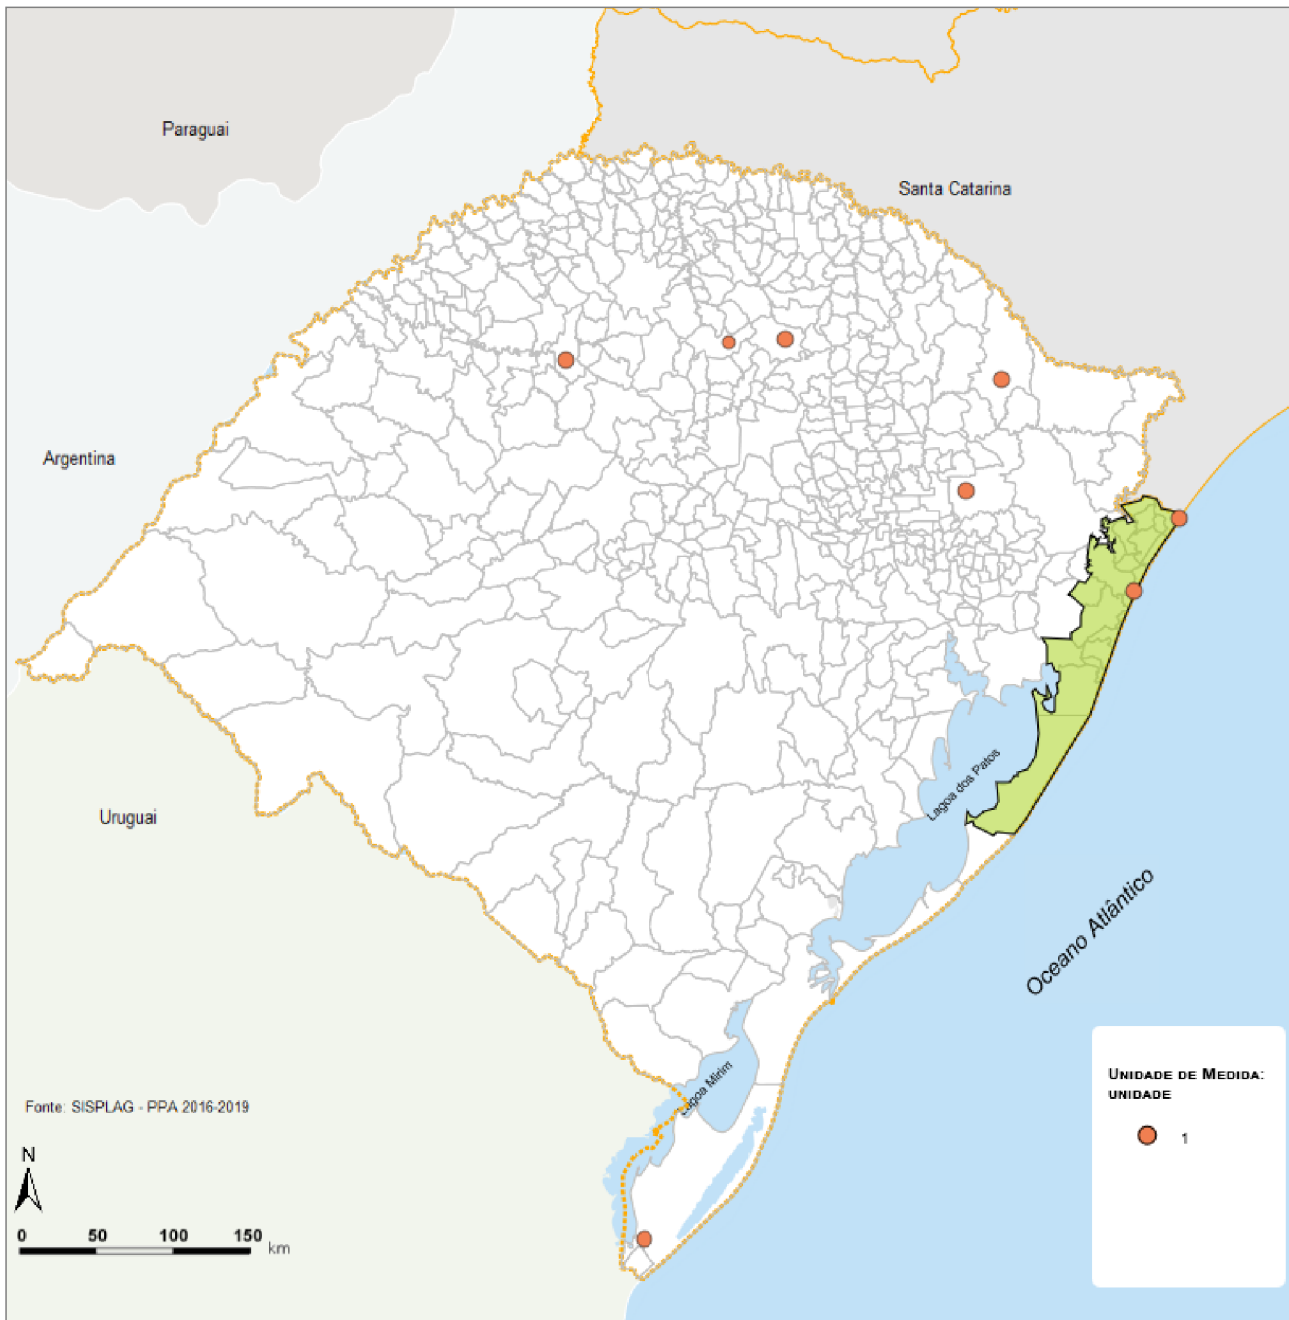 Paraguai
Santa Catarina
Argentina
Lagoa dos Patos
Uruguai
Oceano Atlântico
Lagoa Mirim
Fonte: SISPLAG - PPA 2016-2019
N
0 50 100 150
km
UNIDADE DE MEDIDA:
UNIDADE
1